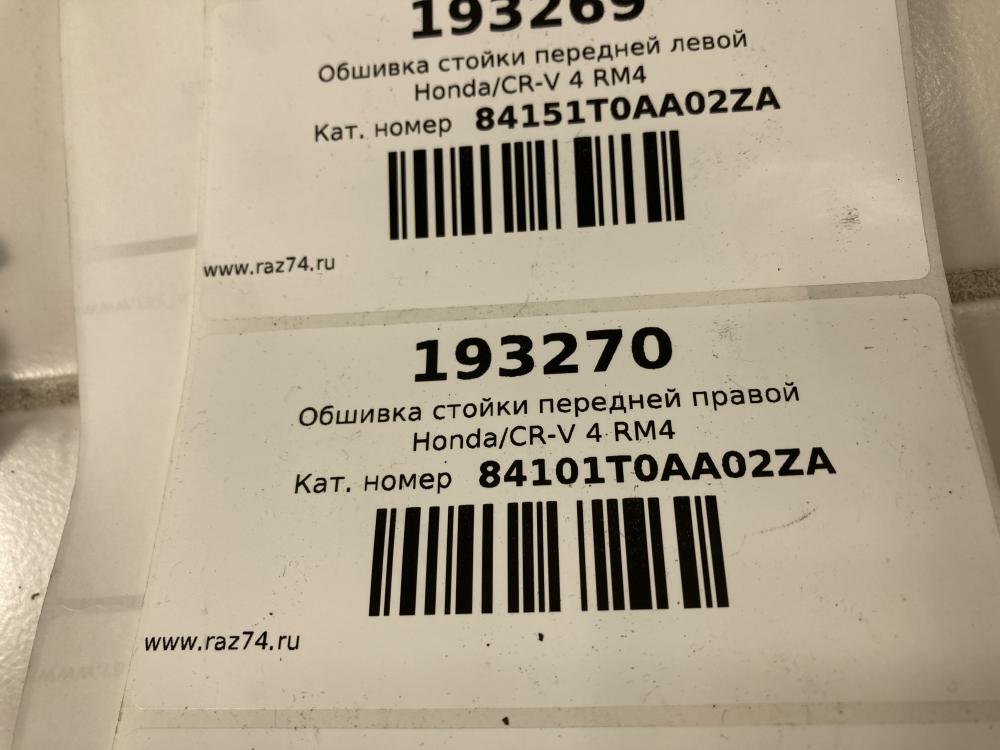 193269
Обшивка стойки передней левой
Honda/CR-V 4 RM4
Кат. номер 84151T0AA02ZA
www.raz74.ru
193270
Обшивка стойки передней правой
Honda/CR-V 4 RM4
Кат. номер 84101T0AA02ZA
www.raz74.ru